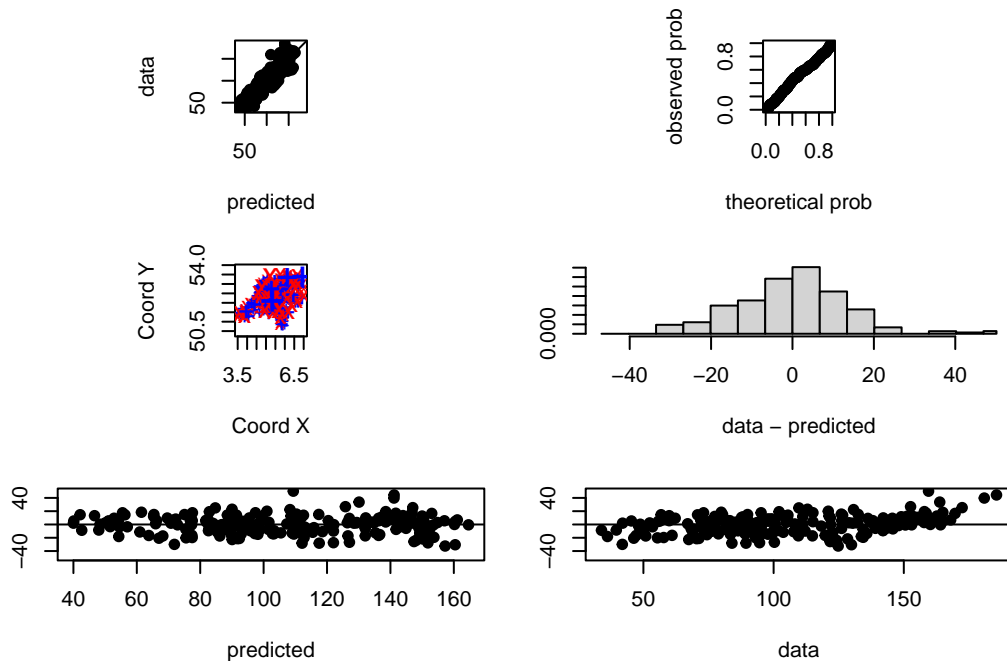 data
50
50
predicted
observed prob
0.0 0.8
0.0 0.8
theoretical prob
Coord Y
50.5 54.0
3.5 6.5
Coord X
0.000
−40 −20 0 20 40
data − predicted
−40 40
40 60 80 100 120 140 160
predicted
−40 40
50 100 150
data